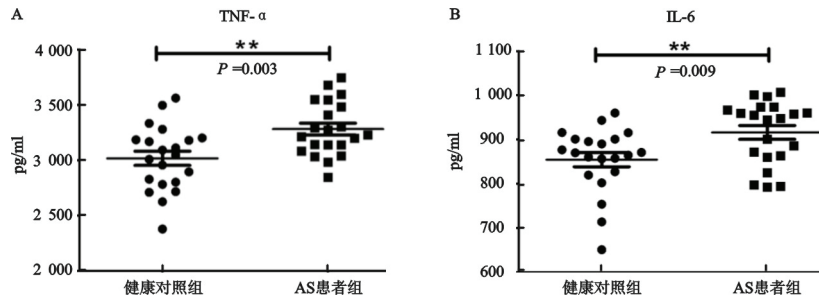 A
TNF-α
**
P=0.003
pg/ml
4 000
3 500
3 000
2 500
2 000
健康对照组
AS患者组
B
IL-6
**
P=0.009
pg/ml
1 100
1 000
900
800
700
600
健康对照组
AS患者组